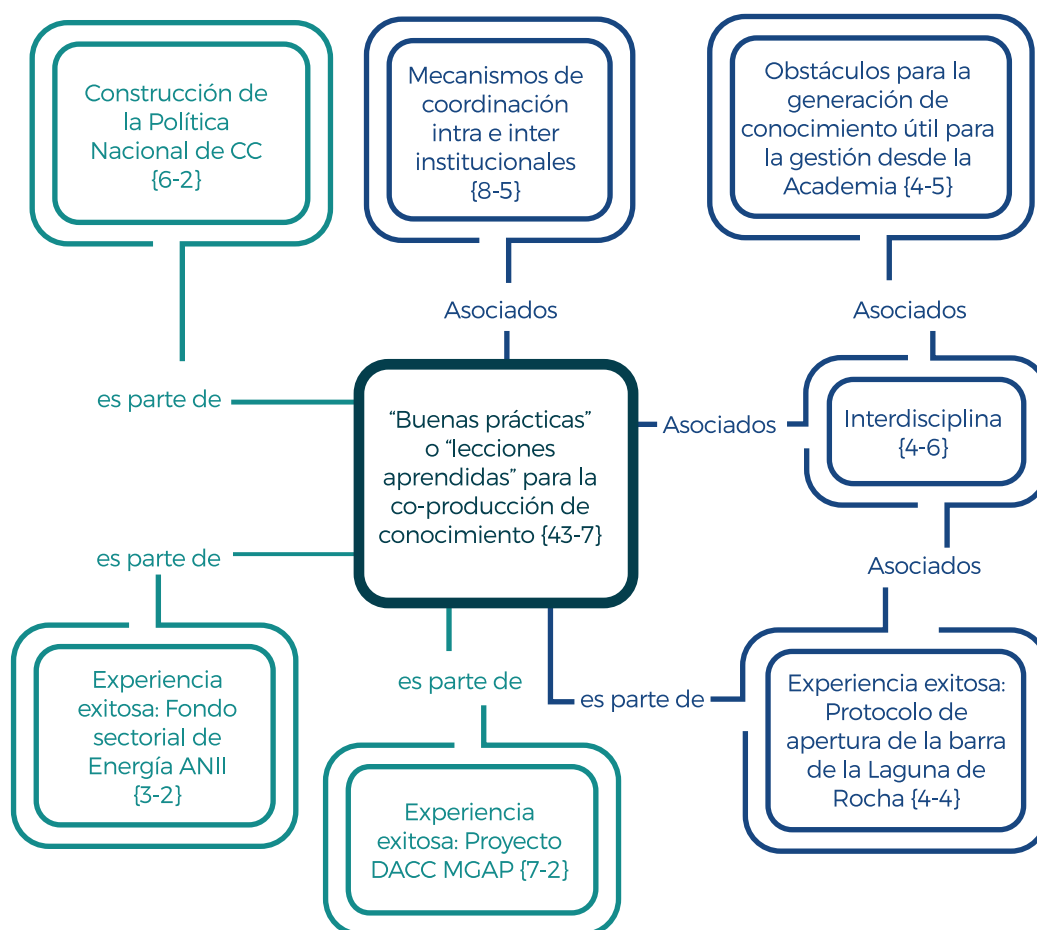 Construcción de
la Política
Nacional de CC
{6-2}
Mecanismos de
coordinación
intra e inter
institucionales
{8-5}
Obstáculos para la
generación de
conocimiento útil para
la gestión desde la
Academia {4-5}
Asociados
Asociados
es parte de
"Buenas prácticas"
o "lecciones
aprendidas" para la
co-producción de
conocimiento {43-7}
Asociados
Interdisciplina
{4-6}
es parte de
Asociados
Experiencia
exitosa: Fondo
sectorial de
Energía ANII
{3-2}
es parte de
es parte de
Experiencia exitosa:
Protocolo de
apertura de la barra
de la Laguna de
Rocha {4-4}
Experiencia
exitosa: Proyecto
DACC MGAP {7-2}